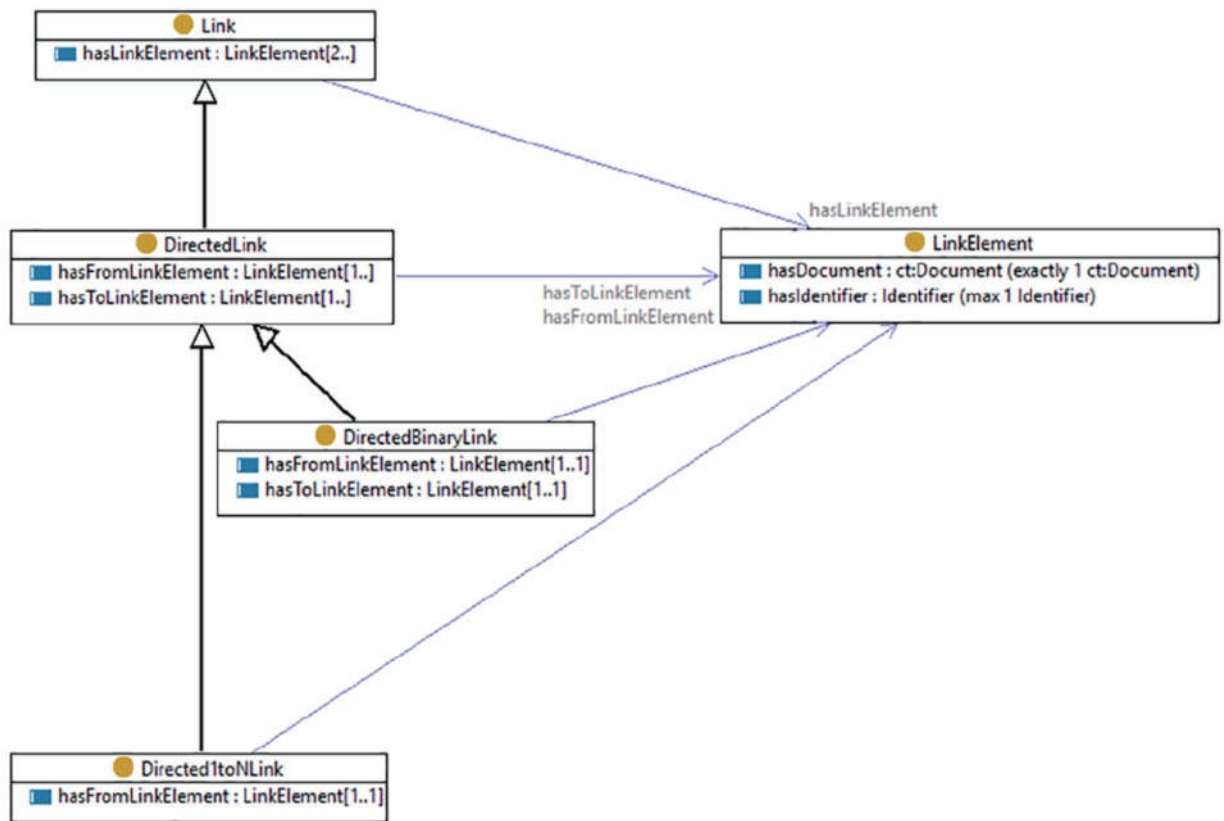 Link
hasLinkElement : LinkElement[2..]
hasLinkElement
DirectedLink
hasFromLinkElement : LinkElement[1..]
hasToLinkElement : LinkElement[1..]
hasToLinkElement
hasFromLinkElement
LinkElement
hasDocument : ct:Document (exactly 1 ct:Document)
hasIdentifier : Identifier (max 1 Identifier)
DirectedBinaryLink
hasFromLinkElement : LinkElement[1..1]
hasToLinkElement : LinkElement[1..1]
Directed1toNLink
hasFromLinkElement : LinkElement[1..1]